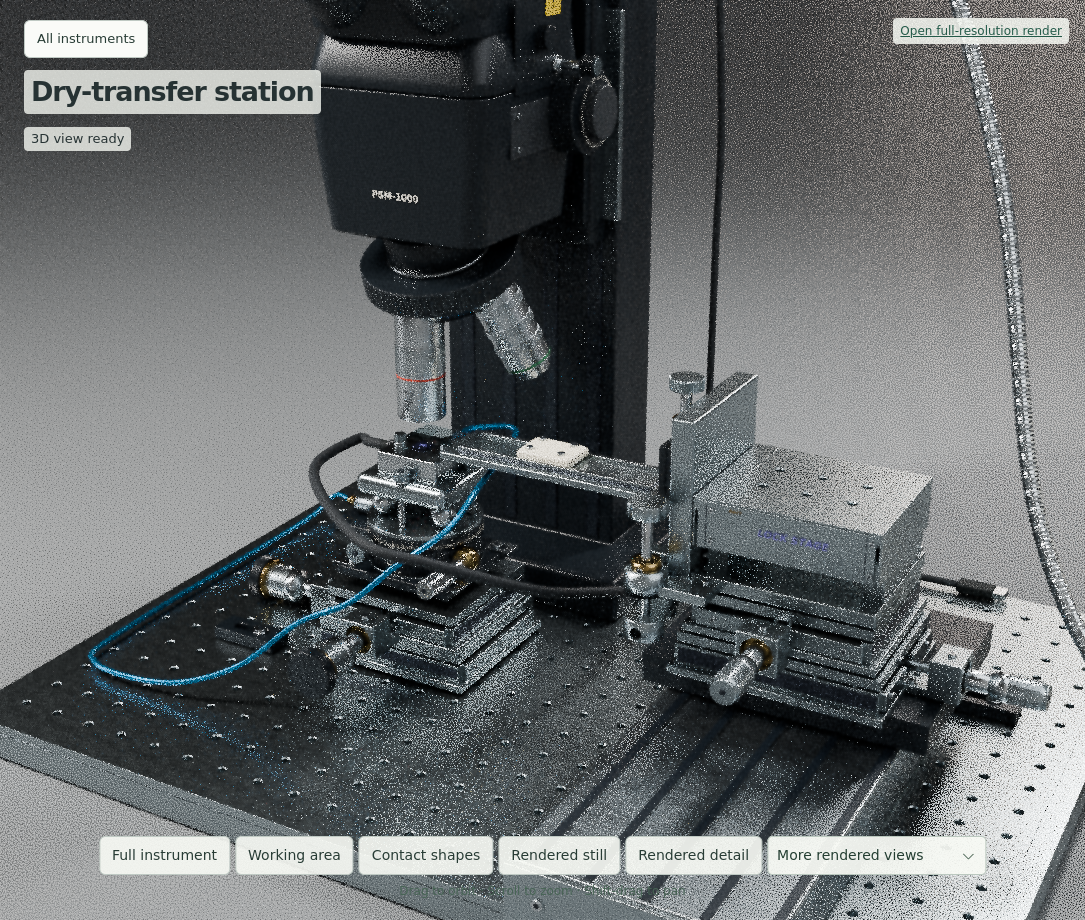 All instruments
Open full-resolution render
Dry-transfer station
3D view ready
PSM-1000
Full instrument
Working area
Contact shapes
Rendered still
Rendered detail
More rendered views